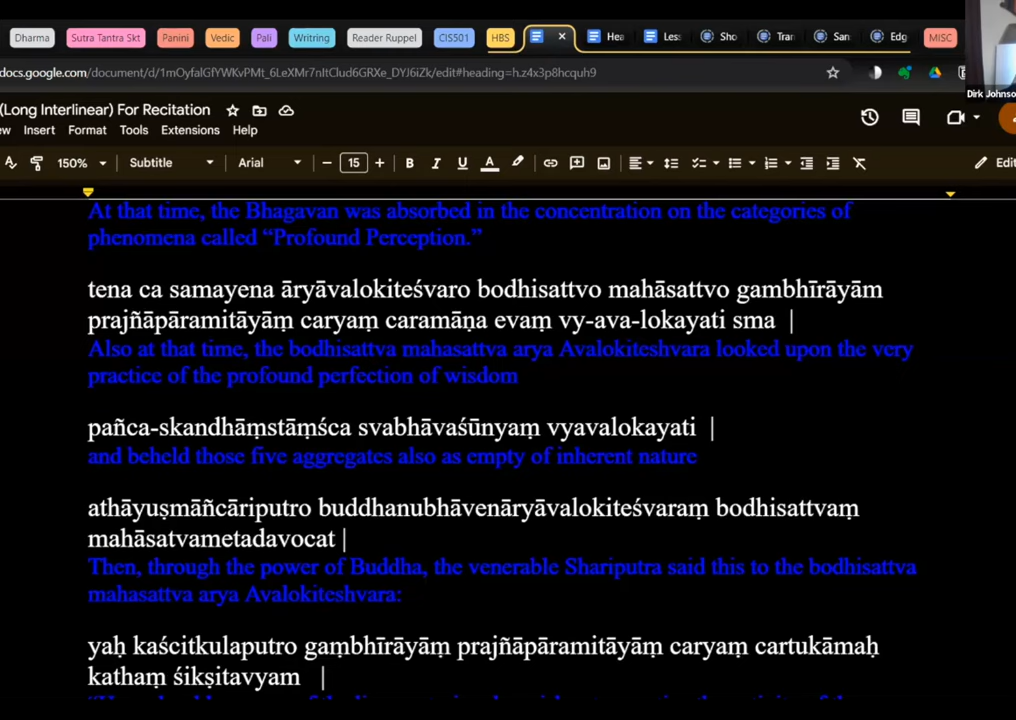 Dharma Sutra Tantra Skt Panini Vedic Pali Writring Reader Ruppel CIS501 HBS Hea Less Sho Tran San Edg MISC
docs.google.com/document/d/1mOyfalGfYWKvPMt_6LeXMr7nItClud6GRXe_DYJ6iZk/edit#heading=h.z4x3p8hcquh9
Dirk Johnso
(Long Interlinear) For Recitation
ew Insert Format Tools Extensions Help
150% Subtitle Arial 15 B I U A Edit
At that time, the Bhagavan was absorbed in the concentration on the categories of
phenomena called “Profound Perception.”
tena ca samayena āryāvalokiteśvaro bodhisattvo mahāsattvo gambhīrāyāṃ
prajñāpāramitāyāṃ caryaṃ caramāṇa evaṃ vy-ava-lokayati sma |
Also at that time, the bodhisattva mahasattva arya Avalokiteshvara looked upon the very
practice of the profound perfection of wisdom
pañca-skandhāṃstāṃśca svabhāvaśūnyaṃ vyavalokayati |
and beheld those five aggregates also as empty of inherent nature
athāyuṣmāñcāriputro buddhanubhāvenāryāvalokiteśvaraṃ bodhisattvaṃ
mahāsatvametadavocat |
Then, through the power of Buddha, the venerable Shariputra said this to the bodhisattva
mahasattva arya Avalokiteshvara:
yaḥ kaścitkulaputro gaṃbhīrāyāṃ prajñāpāramitāyāṃ caryaṃ cartukāmaḥ
kathaṃ śikṣitavyam |